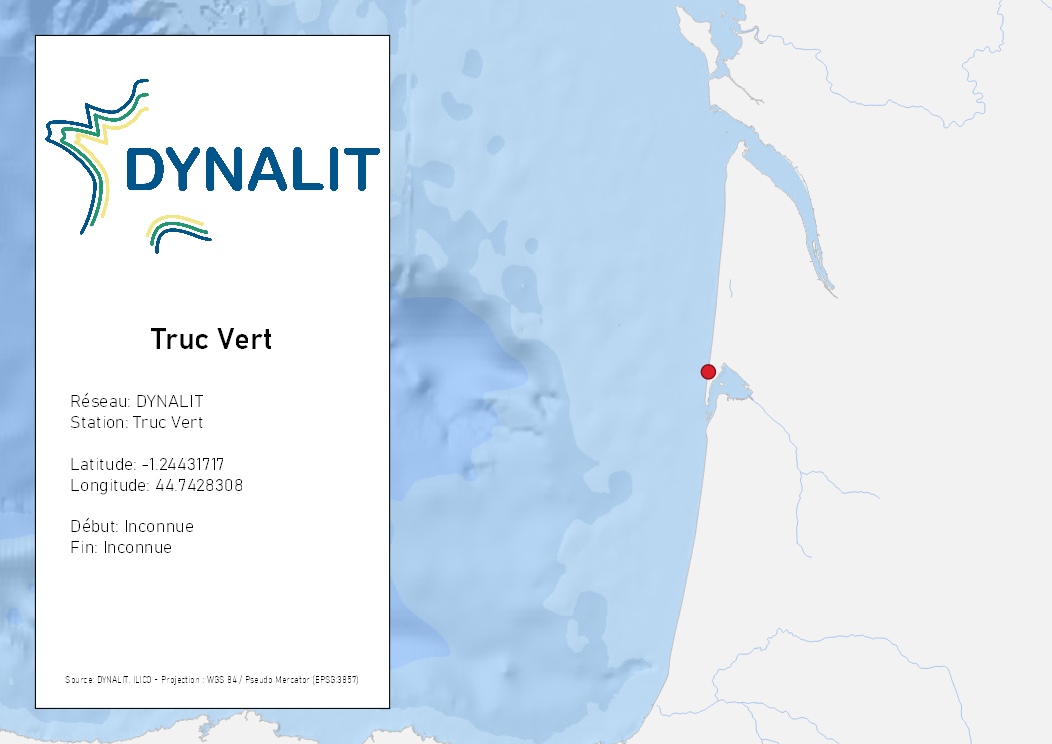 DYNALIT
Truc Vert
Réseau: DYNALIT
Station: Truc Vert
Latitude: -1.24431717
Longitude: 44.7428308
Début: Inconnue
Fin: Inconnue
Source: DYNALIT, ILICO - Projection : WGS 84 / Pseudo Mercator (EPSG:3857)